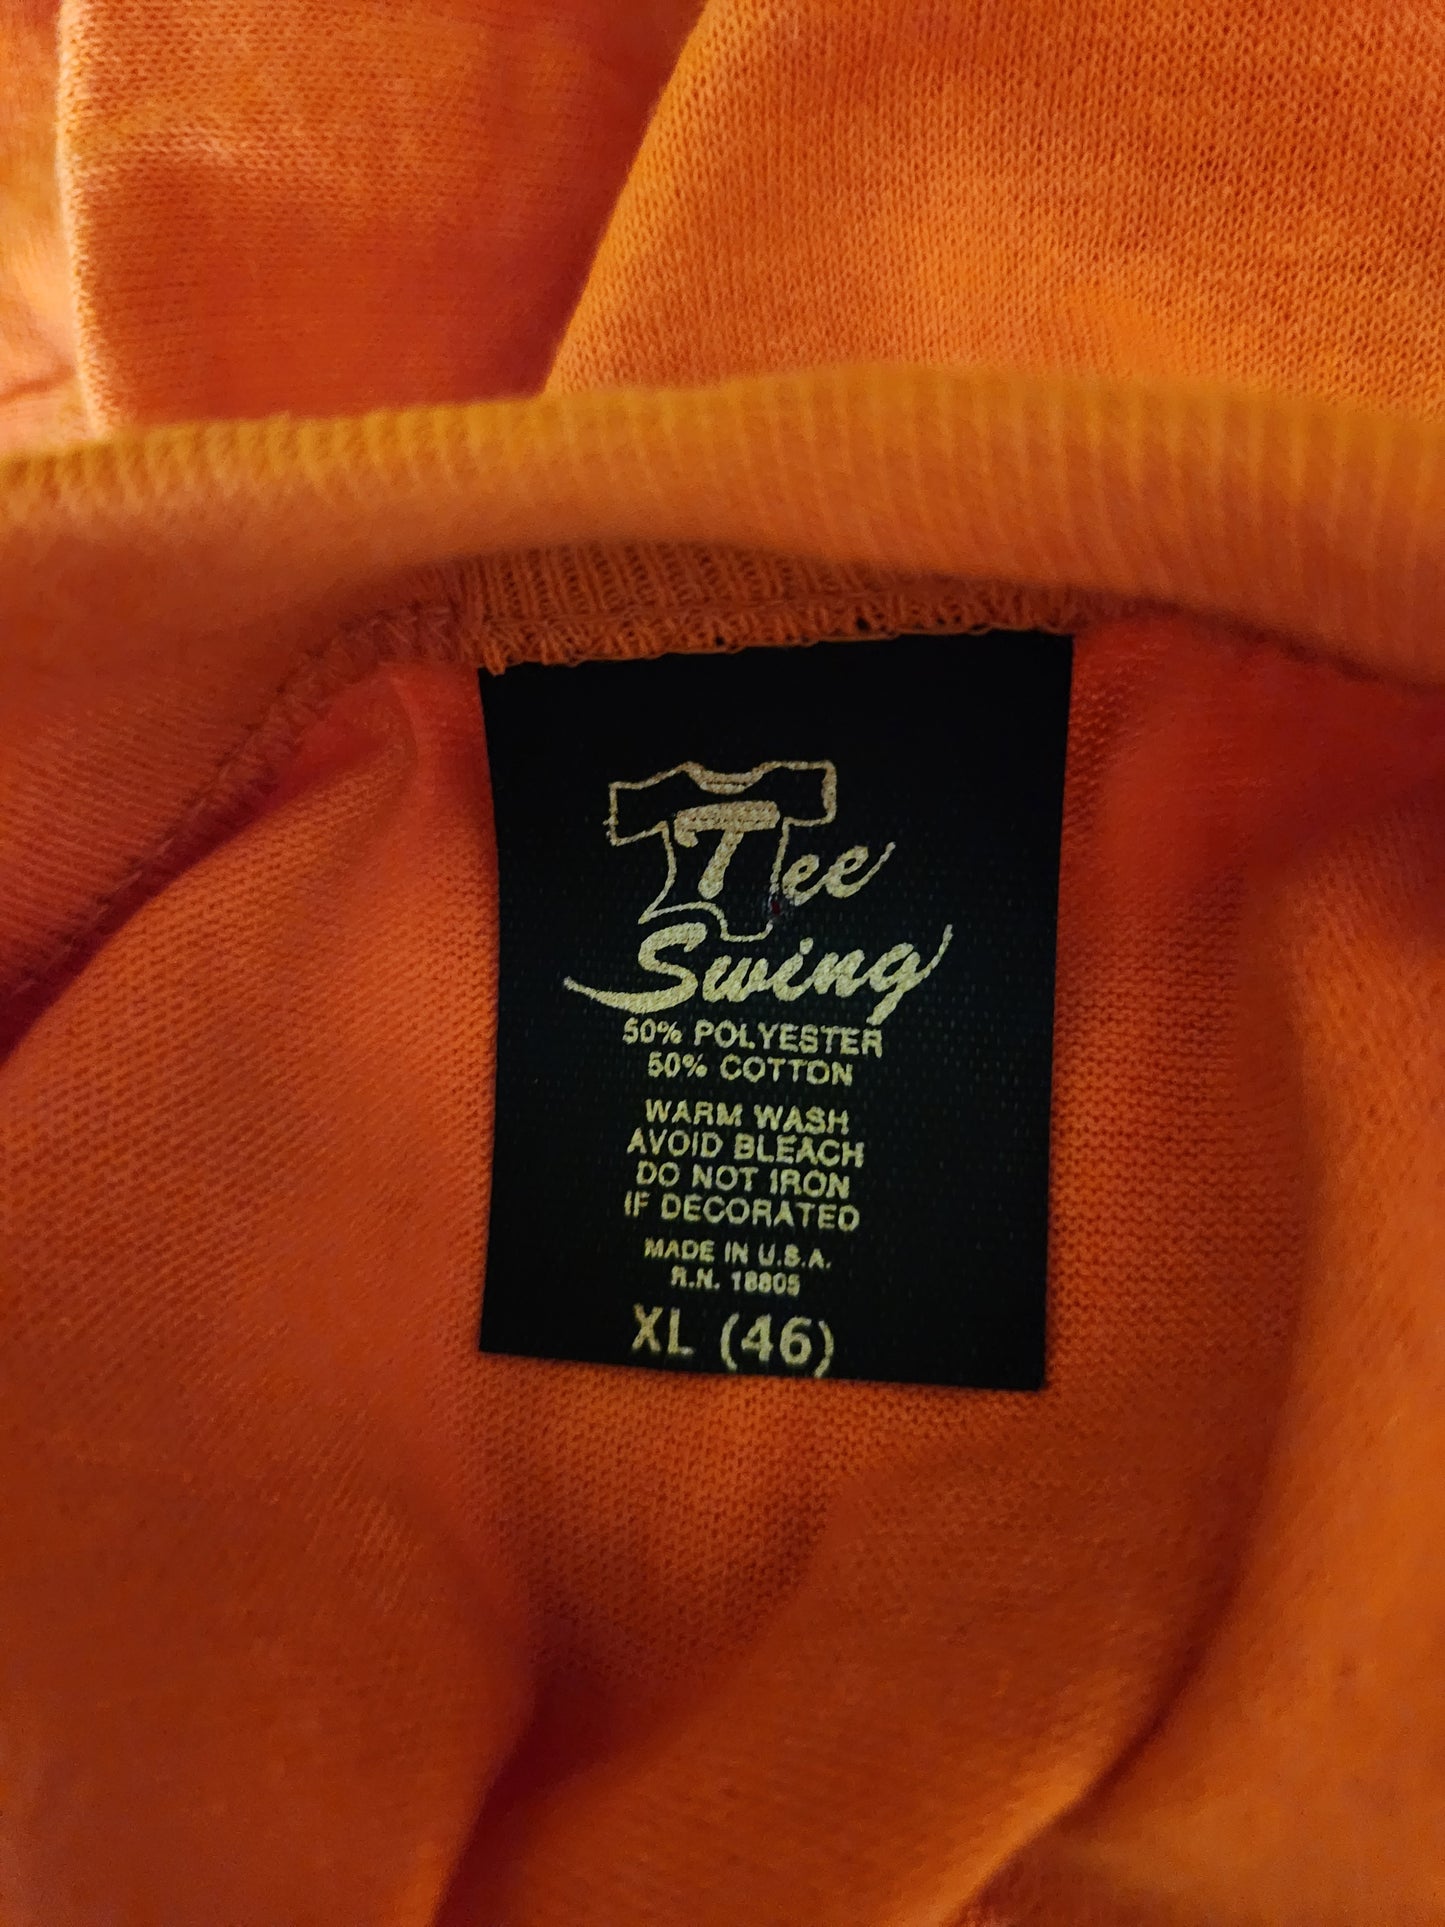 Tee
Swing
50% POLYESTER
50% COTTON
WARM WASH
AVOID BLEACH
DO NOT IRON
IF DECORATED
MADE IN U.S.A.
R.N. 18805
XL (46)